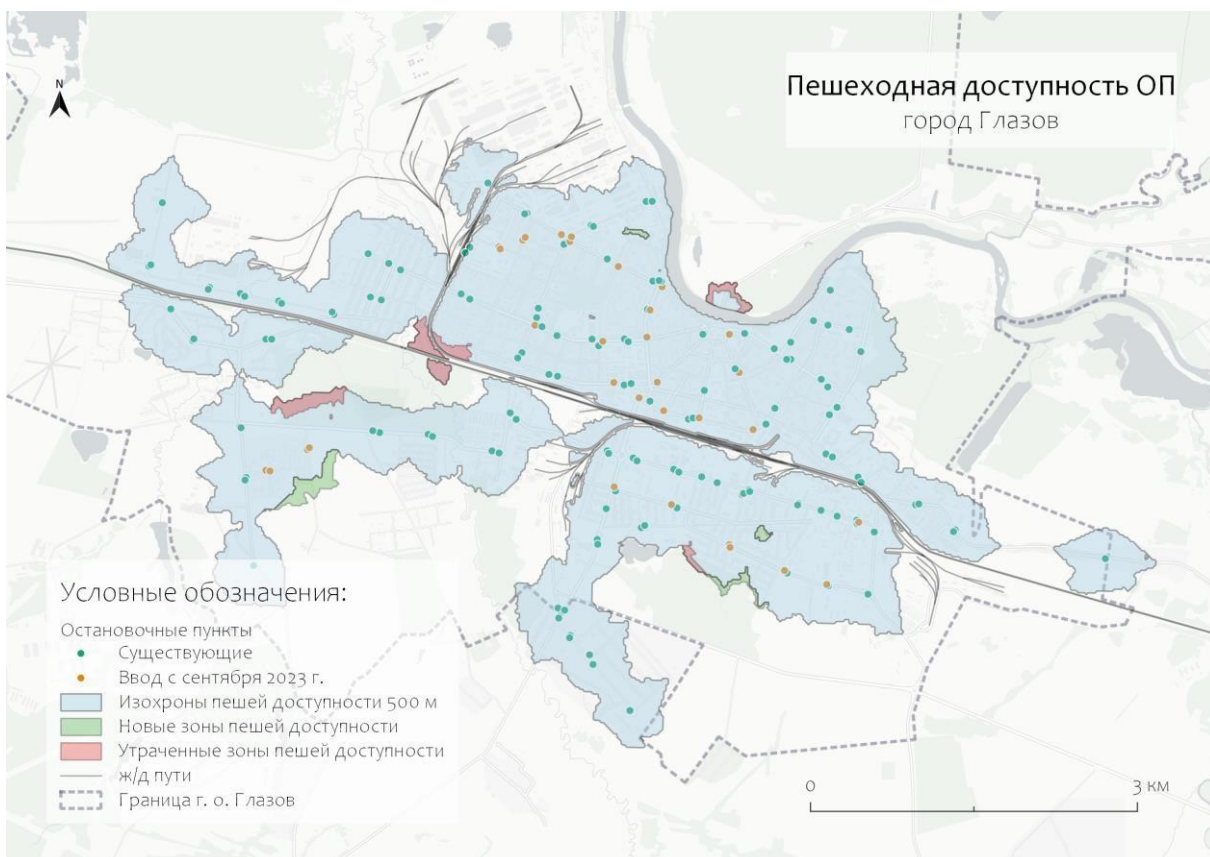 N
Пешеходная доступность ОП
город Глазов
Условные обозначения:
Остановочные пункты
Существующие
Ввод с сентября 2023 г.
Изохроны пешей доступности 500 м
Новые зоны пешей доступности
Утраченные зоны пешей доступности
ж/д пути
Граница г. о. Глазов
0
3 км